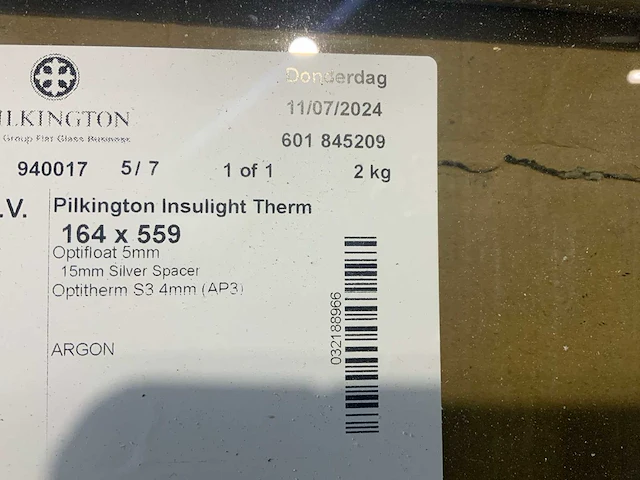 Donderdag
ILKINGTON
Group Flat Glass Business
11/07/2024
601 845209
940017 5/7 1 of 1 2 kg
.V. Pilkington Insulight Therm
164 x 559
Optifloat 5mm
15mm Silver Spacer
Optitherm S3 4mm (AP3)
032188966
ARGON